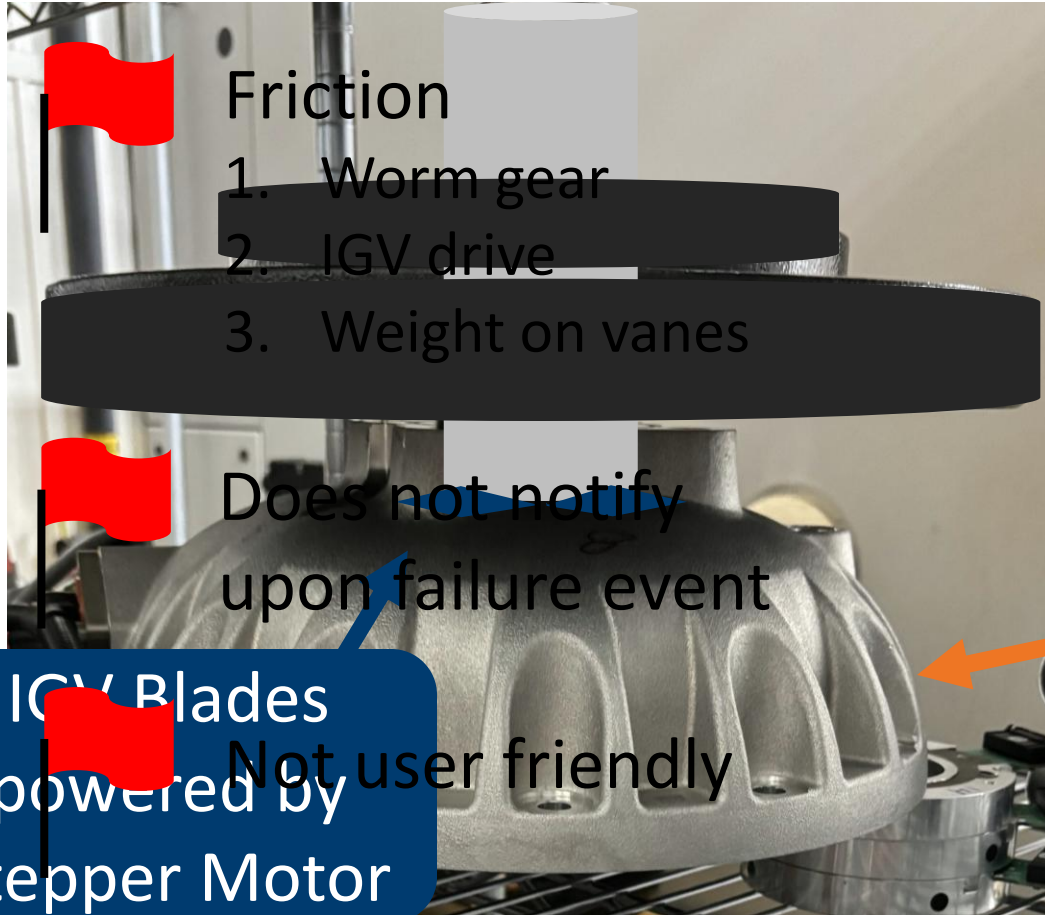 Friction
1. Worm gear
2. IGV drive
3. Weight on vanes
Does not notify
upon failure event
IGV Blades
powered by
tepper Motor
Not user friendly